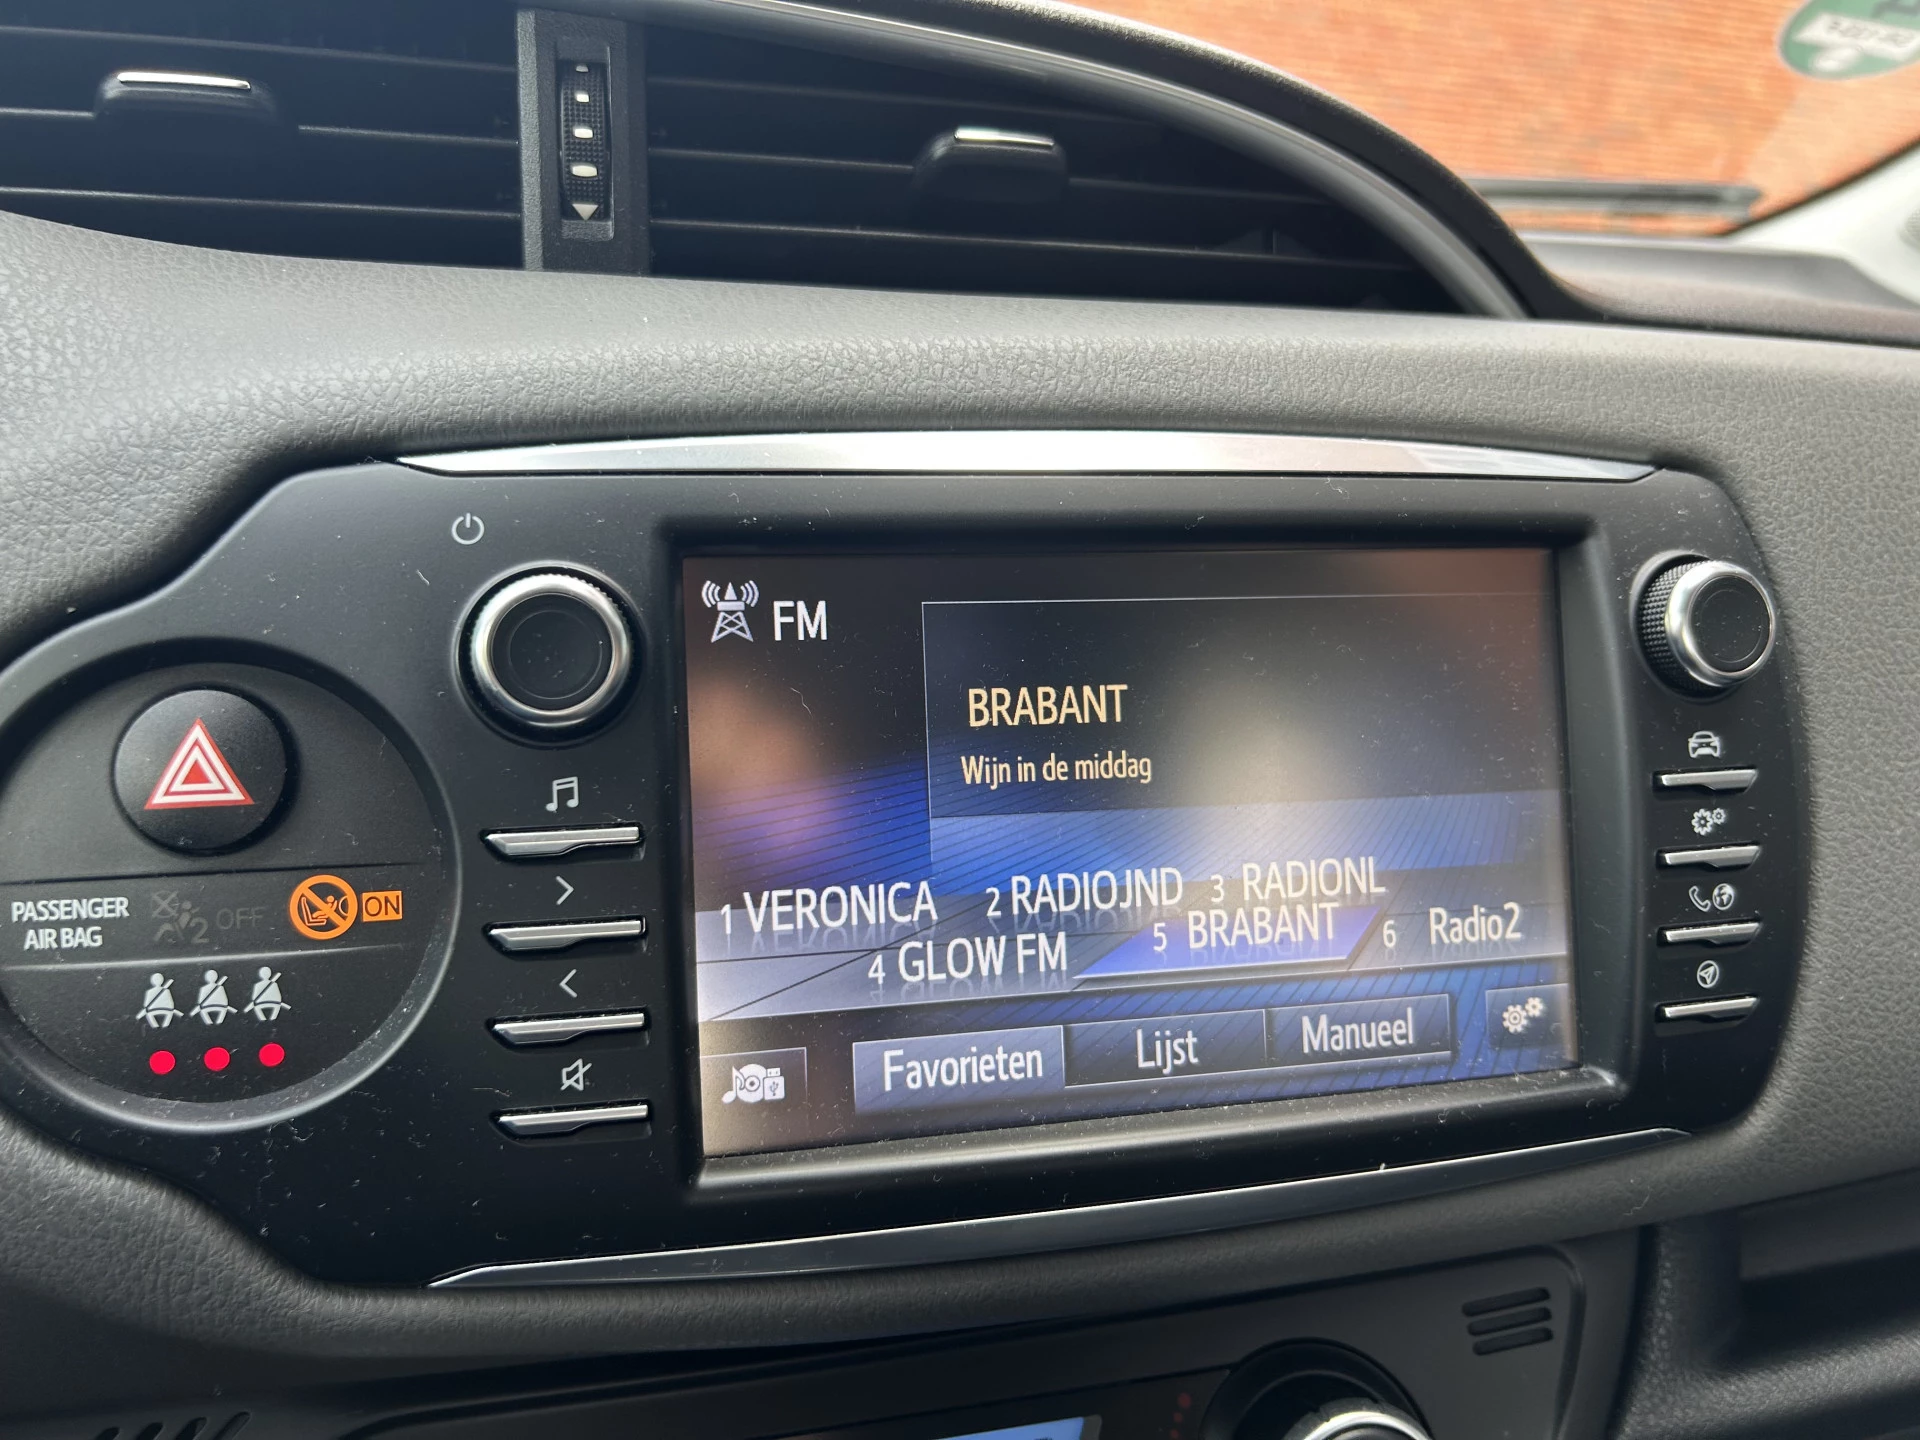 FM
BRABANT
Wijn in de middag
1 VERONICA 2 RADIOJND 3 RADIONL
4 GLOW FM 5 BRABANT 6 Radio2
Favorieten Lijst Manueel
PASSENGER
AIR BAG
2 OFF
ON